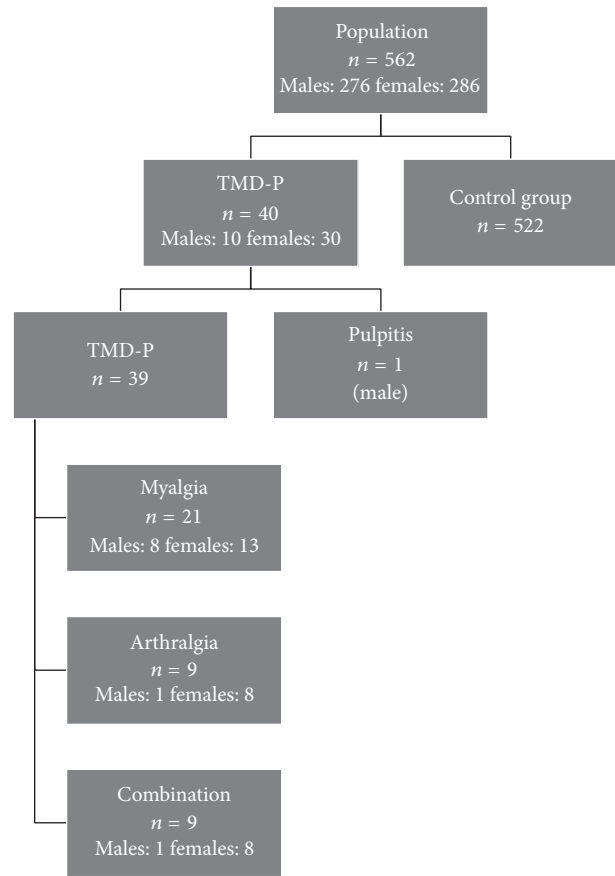 Population
n = 562
Males: 276 females: 286
TMD-P
n = 40
Males: 10 females: 30
Control group
n = 522
TMD-P
n = 39
Pulpitis
n = 1
(male)
Myalgia
n = 21
Males: 8 females: 13
Arthralgia
n = 9
Males: 1 females: 8
Combination
n = 9
Males: 1 females: 8